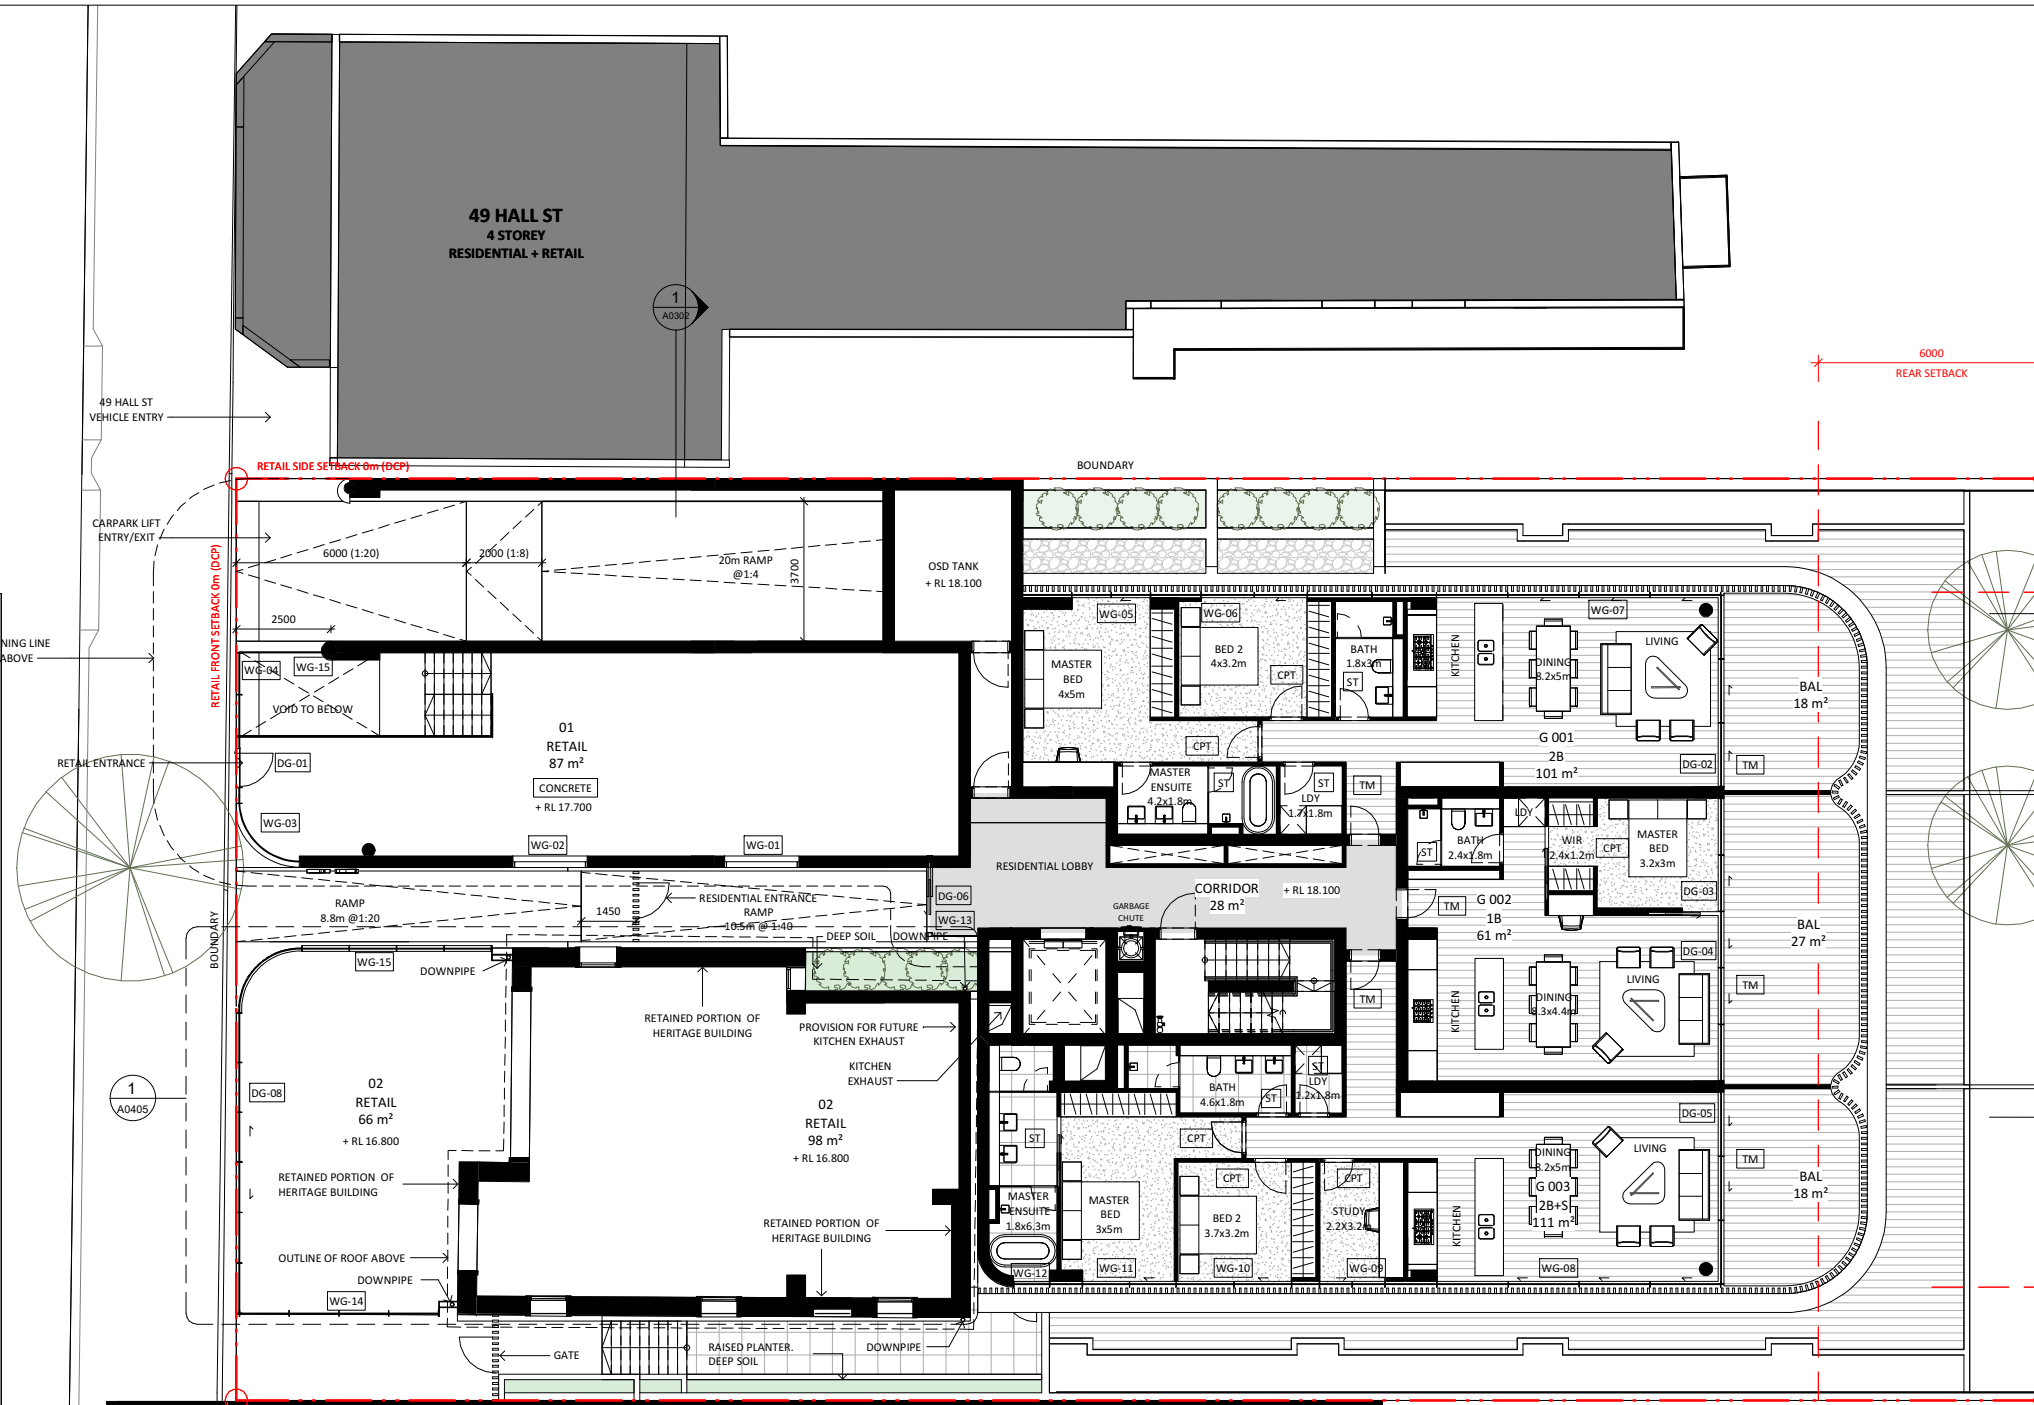 49 HALL ST
4 STOREY
RESIDENTIAL + RETAIL
1
A0302
6000
REAR SETBACK
49 HALL ST
VEHICLE ENTRY
RETAIL SIDE SETBACK 0m (DCP)
BOUNDARY
CARPARK LIFT
ENTRY/EXIT
RETAIL FRONT SETBACK 0m (DCP)
6000 (1:20)
2000 (1:8)
20m RAMP
@1:4
3700
OSD TANK
+ RL 18.100
2500
NING LINE
ABOVE
WG-04
WG-15
VOID TO BELOW
01
RETAIL
87 m²
CONCRETE
+ RL 17.700
RETAIL ENTRANCE
DG-01
WG-03
WG-02
WG-01
WG-05
WG-06
WG-07
MASTER
BED
4x5m
BED 2
4x3.2m
CPT
BATH
1.8x3m
ST
KITCHEN
DINING
3.2x5m
LIVING
BAL
18 m²
G 001
2B
101 m²
DG-02
TM
CPT
MASTER
ENSUITE
4.2x1.8m
ST
ST
LDY
1.7x1.8m
TM
RESIDENTIAL LOBBY
CORRIDOR
28 m²
+ RL 18.100
GARBAGE
CHUTE
DG-06
WG-13
BATH
2.4x1.8m
ST
LDY
WIR
2.4x1.2m
CPT
MASTER
BED
3.2x3m
DG-03
TM
G 002
1B
61 m²
BAL
27 m²
DG-04
TM
KITCHEN
DINING
3.3x4.4m
LIVING
RAMP
8.8m @1:20
1450
RESIDENTIAL ENTRANCE
RAMP
10.5m @ 1:40
DEEP SOIL
DOWNPIPE
BOUNDARY
WG-15
DOWNPIPE
RETAINED PORTION OF
HERITAGE BUILDING
PROVISION FOR FUTURE
KITCHEN EXHAUST
KITCHEN
EXHAUST
TM
1
A0405
DG-08
02
RETAIL
66 m²
+ RL 16.800
02
RETAIL
98 m²
+ RL 16.800
RETAINED PORTION OF
HERITAGE BUILDING
RETAINED PORTION OF
HERITAGE BUILDING
OUTLINE OF ROOF ABOVE
DOWNPIPE
WG-14
BATH
4.6x1.8m
ST
ST
LDY
1.2x1.8m
ST
CPT
MASTER
ENSUITE
1.8x6.3m
MASTER
BED
3x5m
CPT
BED 2
3.7x3.2m
CPT
STUDY
2.2X3.2m
KITCHEN
DINING
3.2x5m
G 003
2B+S
111 m²
LIVING
DG-05
TM
BAL
18 m²
WG-12
WG-11
WG-10
WG-09
WG-08
GATE
RAISED PLANTER.
DEEP SOIL
DOWNPIPE